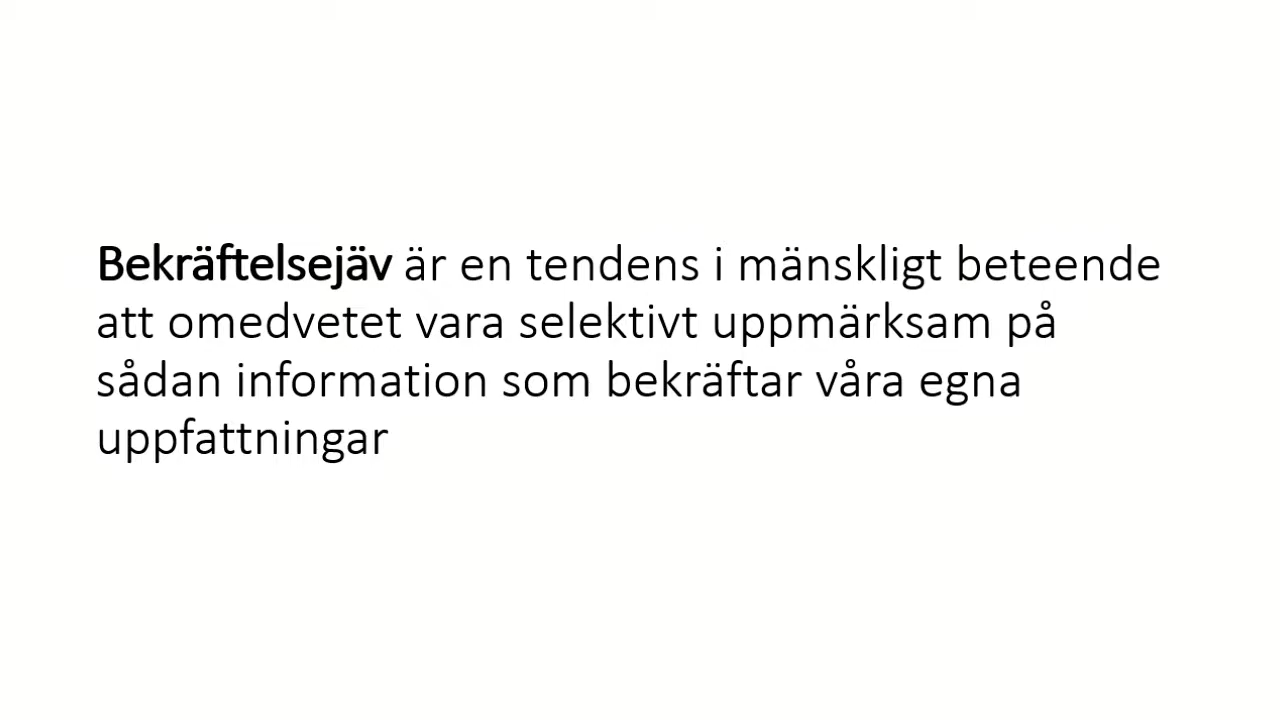 Bekräftelsejäv är en tendens i mänskligt beteende
att omedvetet vara selektivt uppmärksam på
sådan information som bekräftar våra egna
uppfattningar